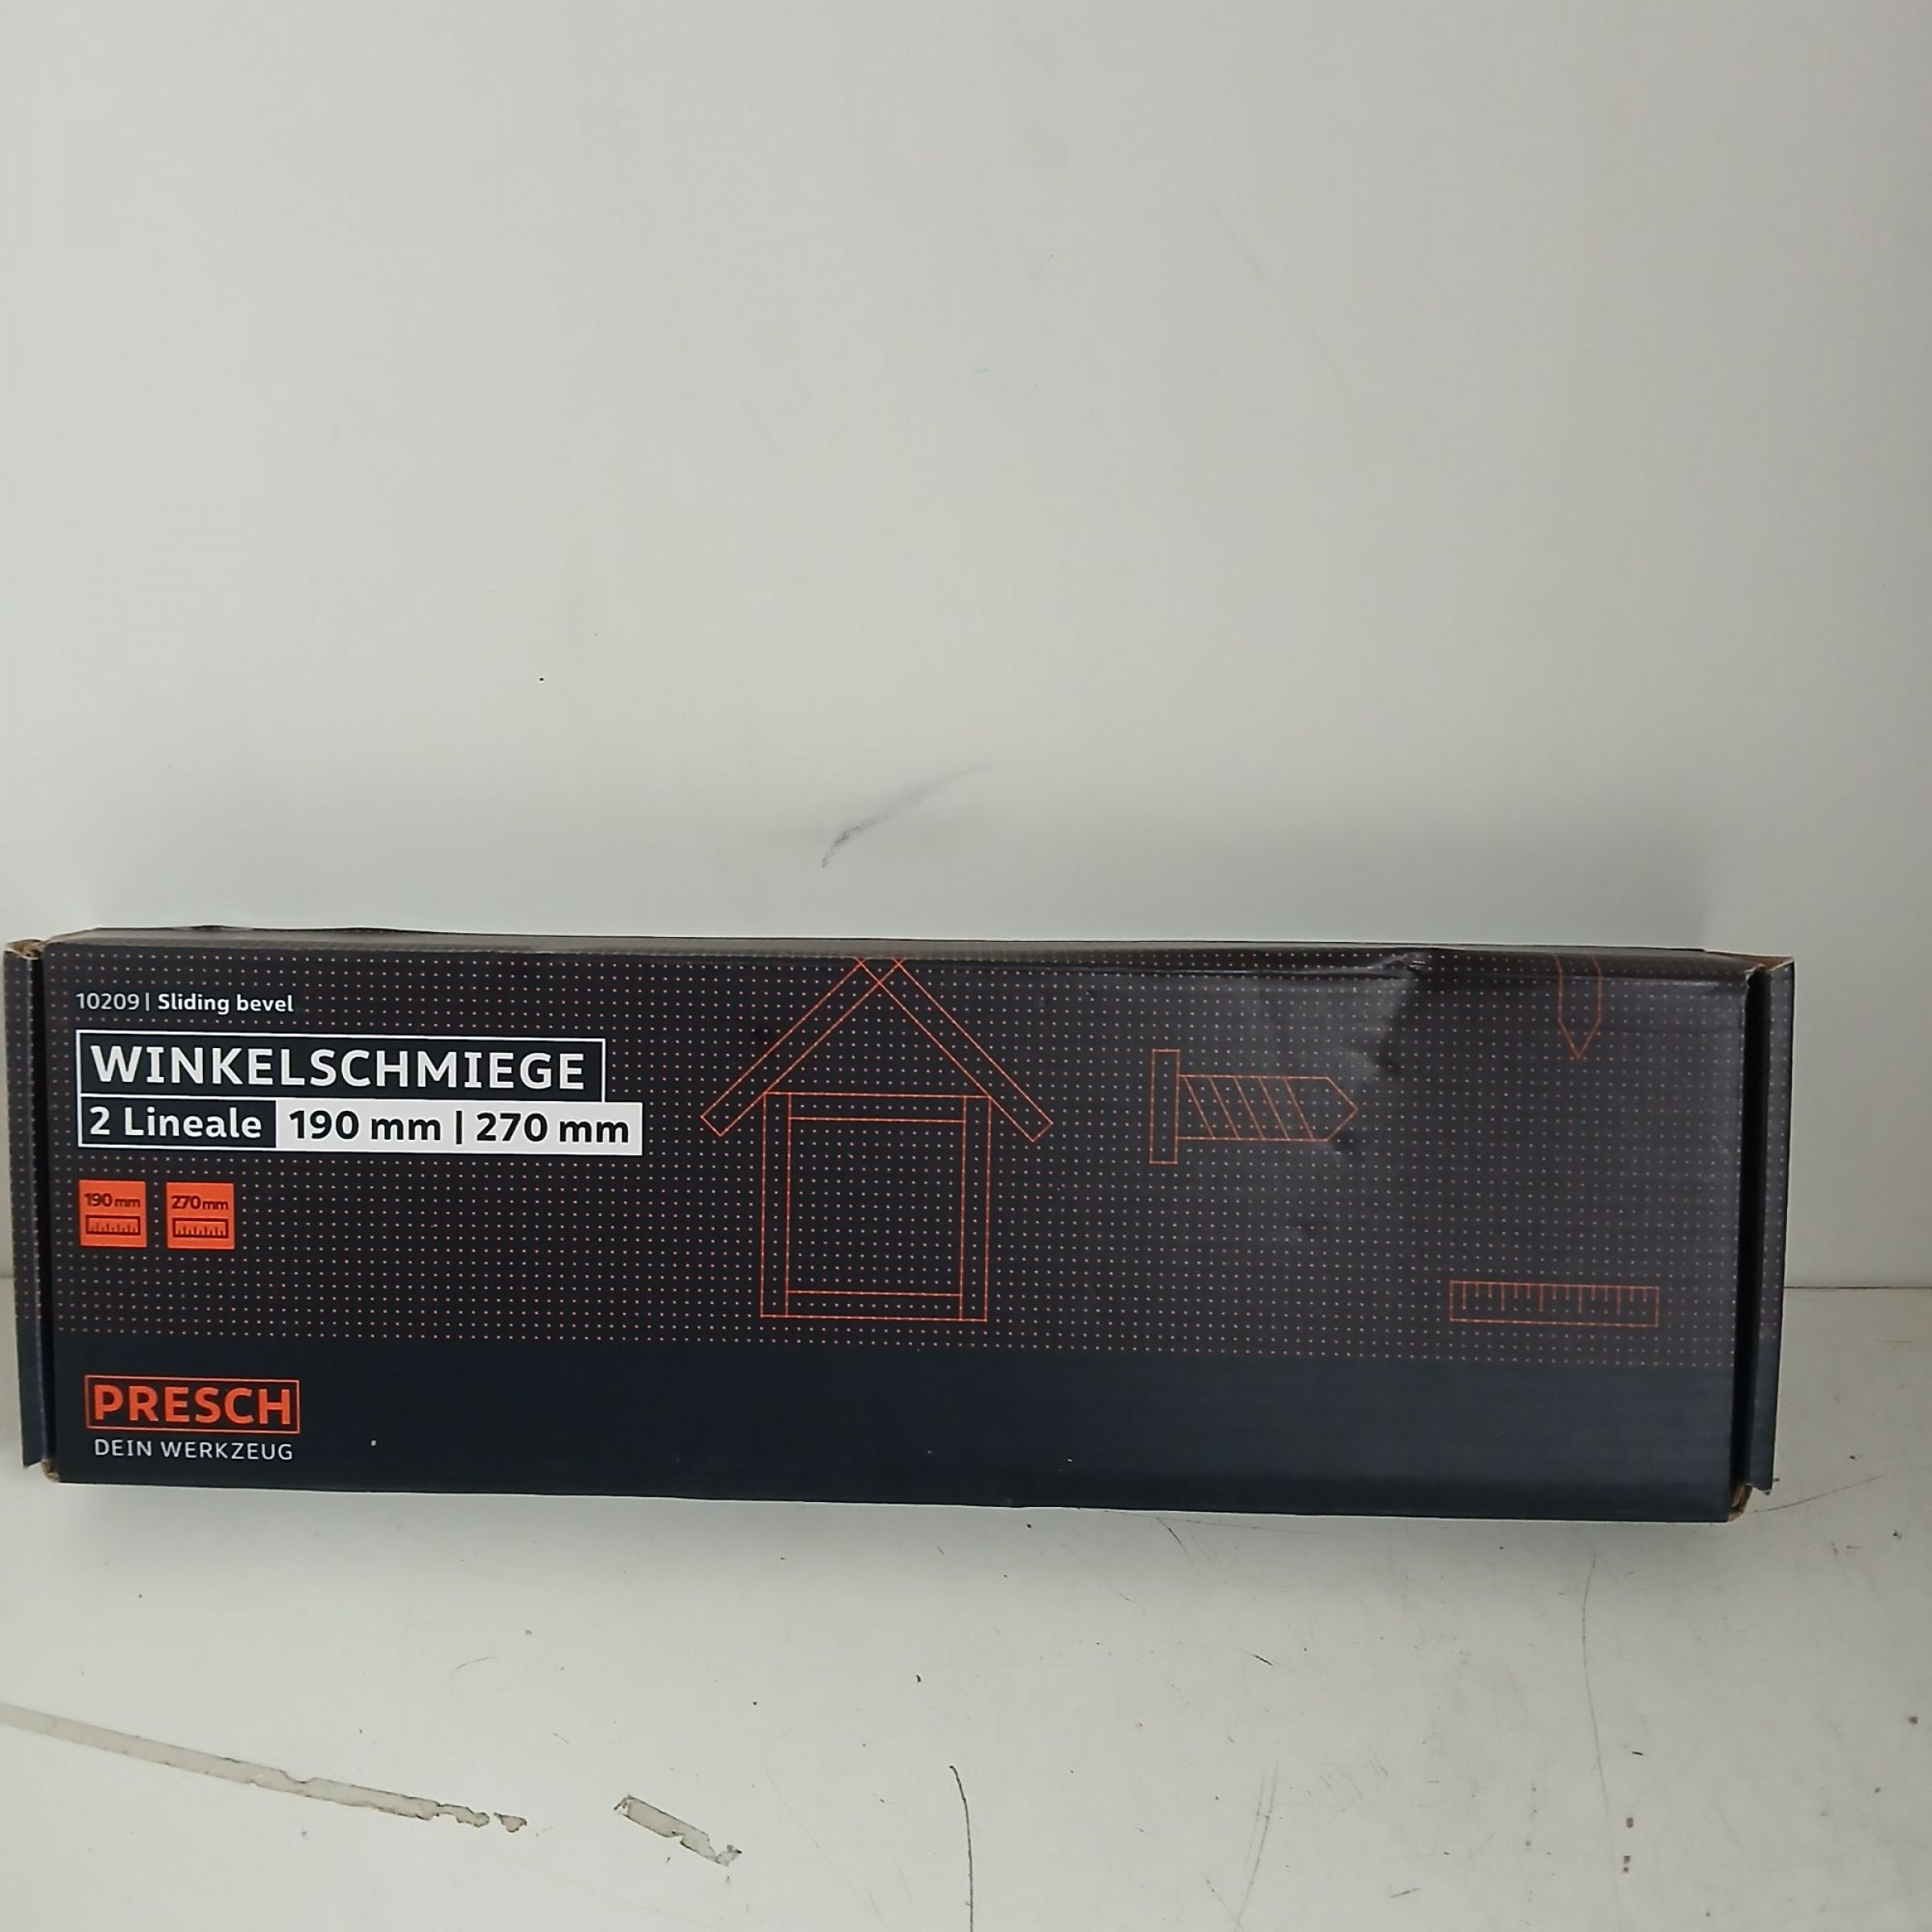 10209 | Sliding bevel
WINKELSCHMIEGE
2 Lineale 190 mm | 270 mm
190 mm 270 mm
PRESCH
DEIN WERKZEUG